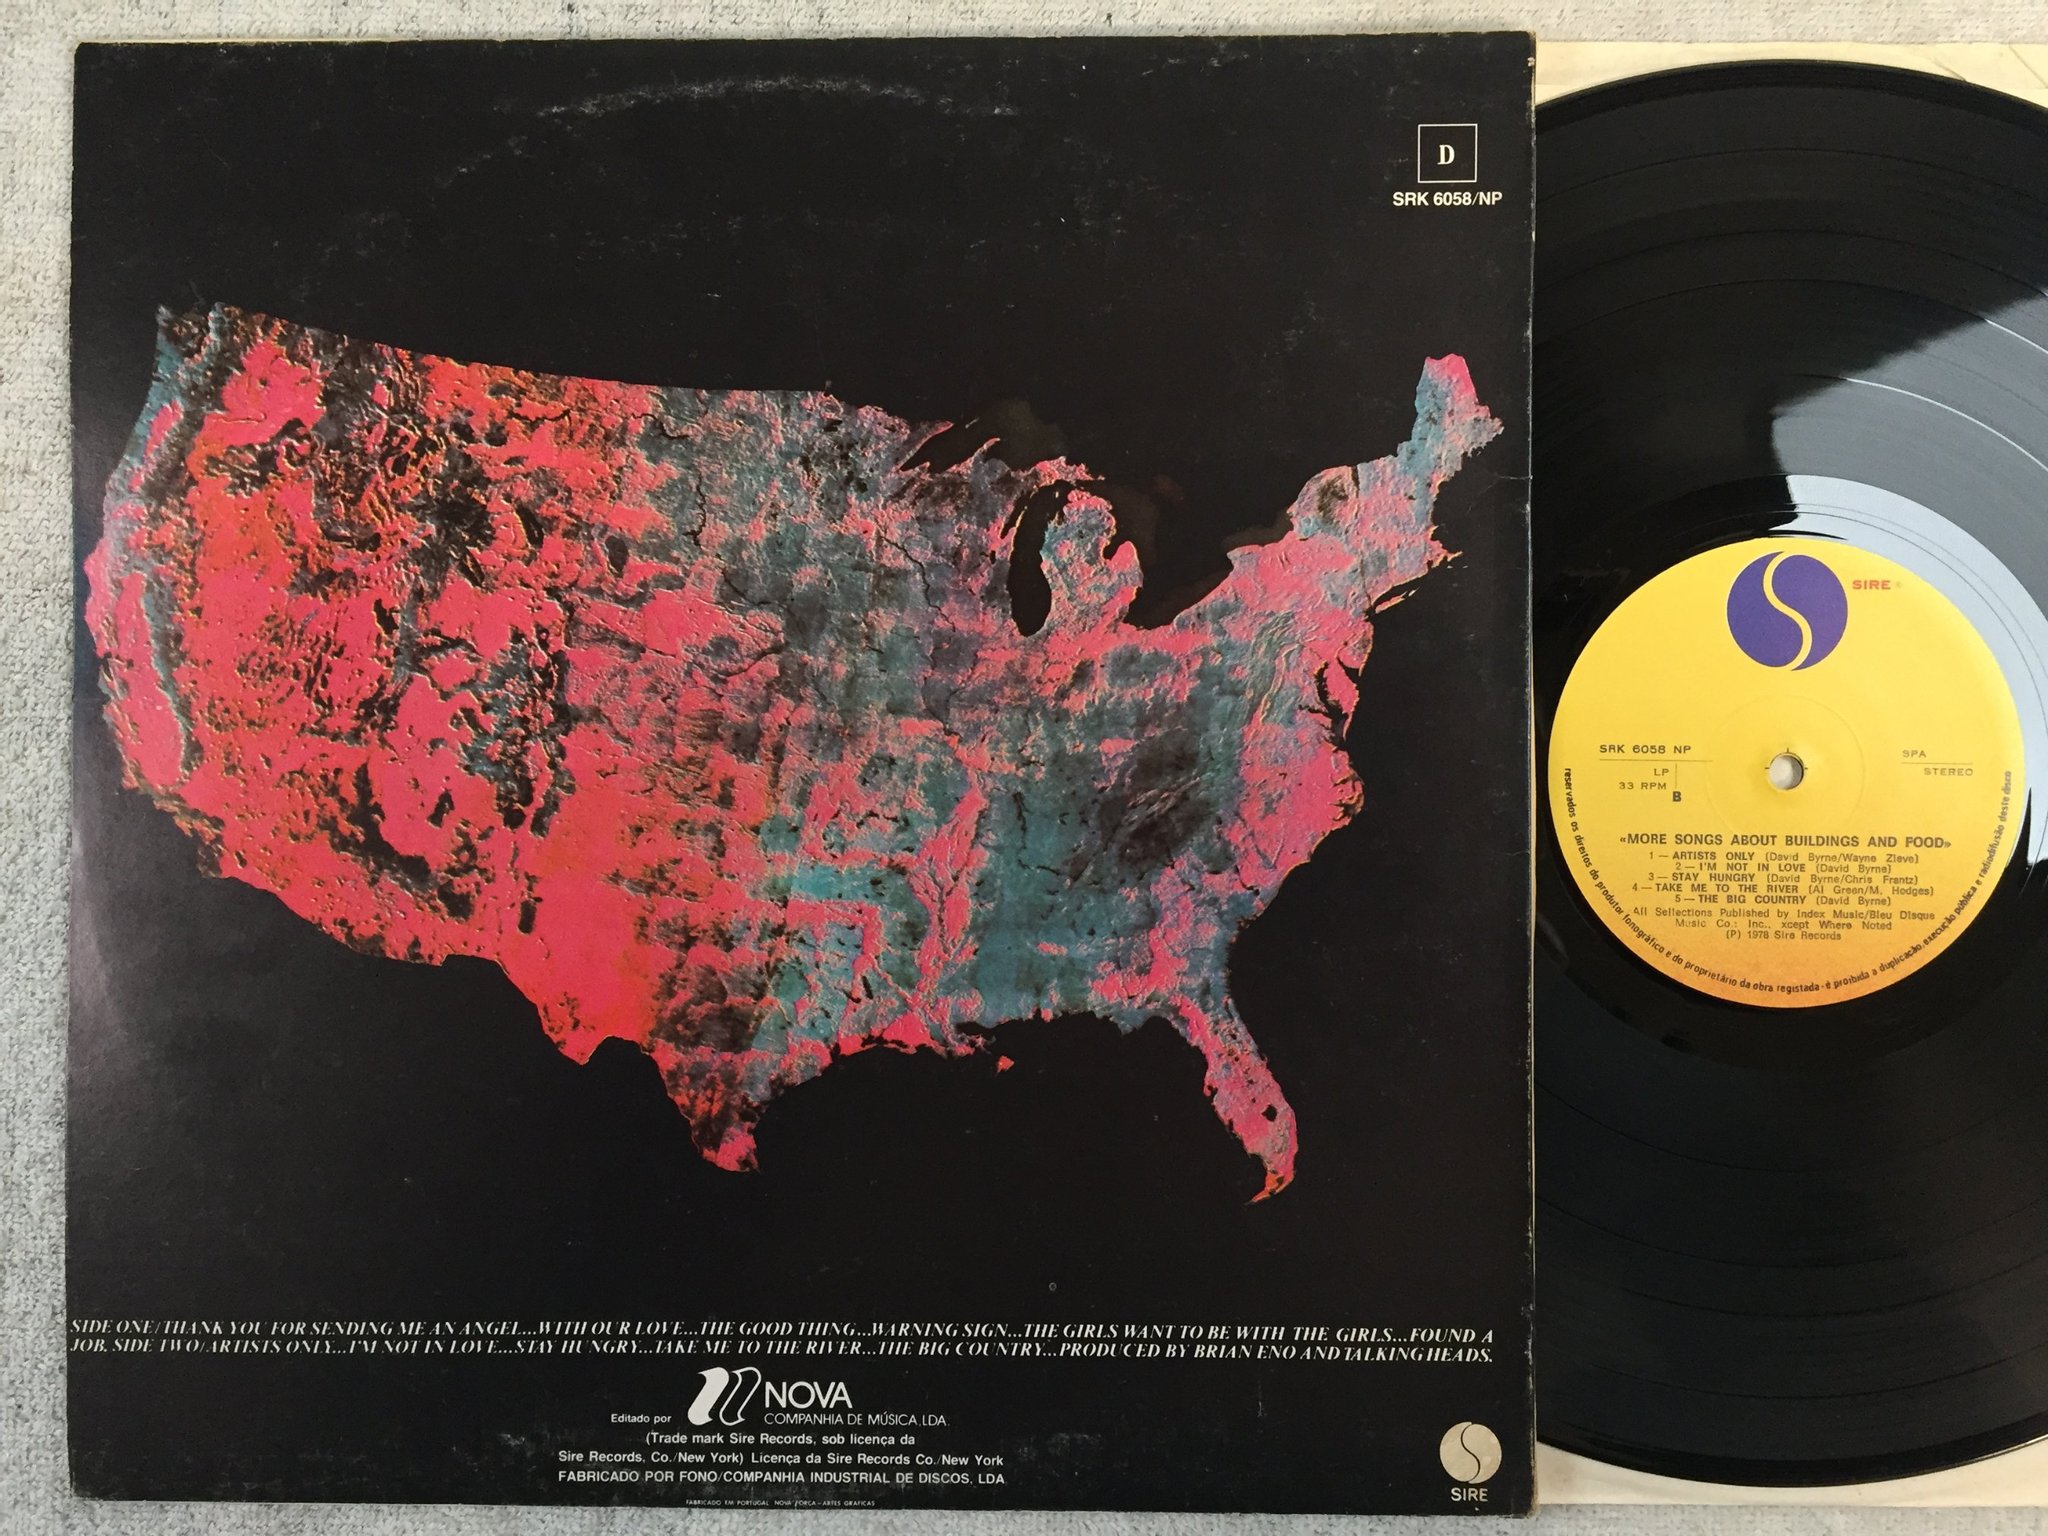 D
SRK 6058/NP
SIDE ONE/THANK YOU FOR SENDING ME AN ANGEL...WITH OUR LOVE...THE GOOD THING...WARNING SIGN...THE GIRLS WANT TO BE WITH THE GIRLS...FOUND A
JOB. SIDE TWO/ARTISTS ONLY...I'M NOT IN LOVE...STAY HUNGRY...TAKE ME TO THE RIVER...THE BIG COUNTRY...PRODUCED BY BRIAN ENO AND TALKING HEADS.
Editado por NOVA
COMPANHIA DE MÚSICA, LDA.
(Trade mark Sire Records, sob licença da
Sire Records, Co./New York) Licença da Sire Records Co./New York
FABRICADO POR FONO/COMPANHIA INDUSTRIAL DE DISCOS, LDA
FABRICADO EM PORTUGAL NOVA FORÇA-ARTES GRAFICAS
SIRE
SIRE ®
SRK 6058 NP
LP
33 RPM
B
SPA
STEREO
«MORE SONGS ABOUT BUILDINGS AND FOOD»
1 — ARTISTS ONLY (David Byrne/Wayne Zieve)
2 — I'M NOT IN LOVE (David Byrne)
3 — STAY HUNGRY (David Byrne/Chris Frantz)
4 — TAKE ME TO THE RIVER (Al Green/M. Hodges)
5 — THE BIG COUNTRY (David Byrne)
All Sellections Published by Index Music/Bleu Disque
Music Co.: Inc., xcept Where Noted
(P) 1978 Sire Records
reservados os direitos do produtor fonográfico e do proprietário da obra registada - é proibida a duplicação, execução pública e radiodifusão deste disco